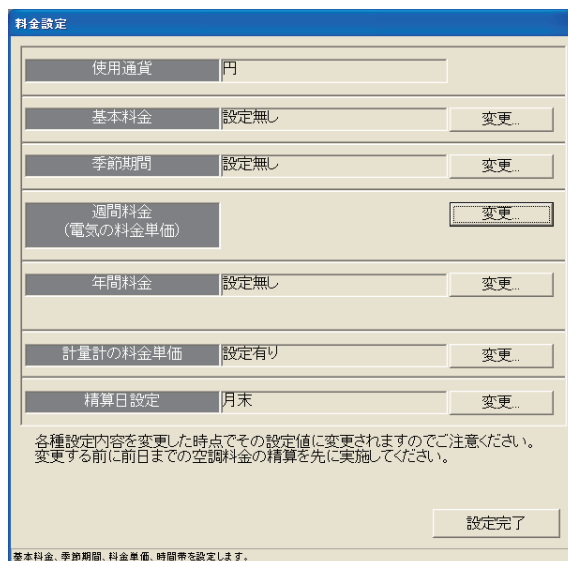 料金設定
使用通貨 円
基本料金 設定無し 変更...
季節期間 設定無し 変更...
週間料金
(電気の料金単価) 変更...
年間料金 設定無し 変更...
計量計の料金単価 設定有り 変更...
精算日設定 月末 変更...
各種設定内容を変更した時点でその設定値に変更されますのでご注意ください。
変更する前に前日までの空調料金の精算を先に実施してください。
設定完了
基本料金、季節期間、料金単価、時間帯を設定します。